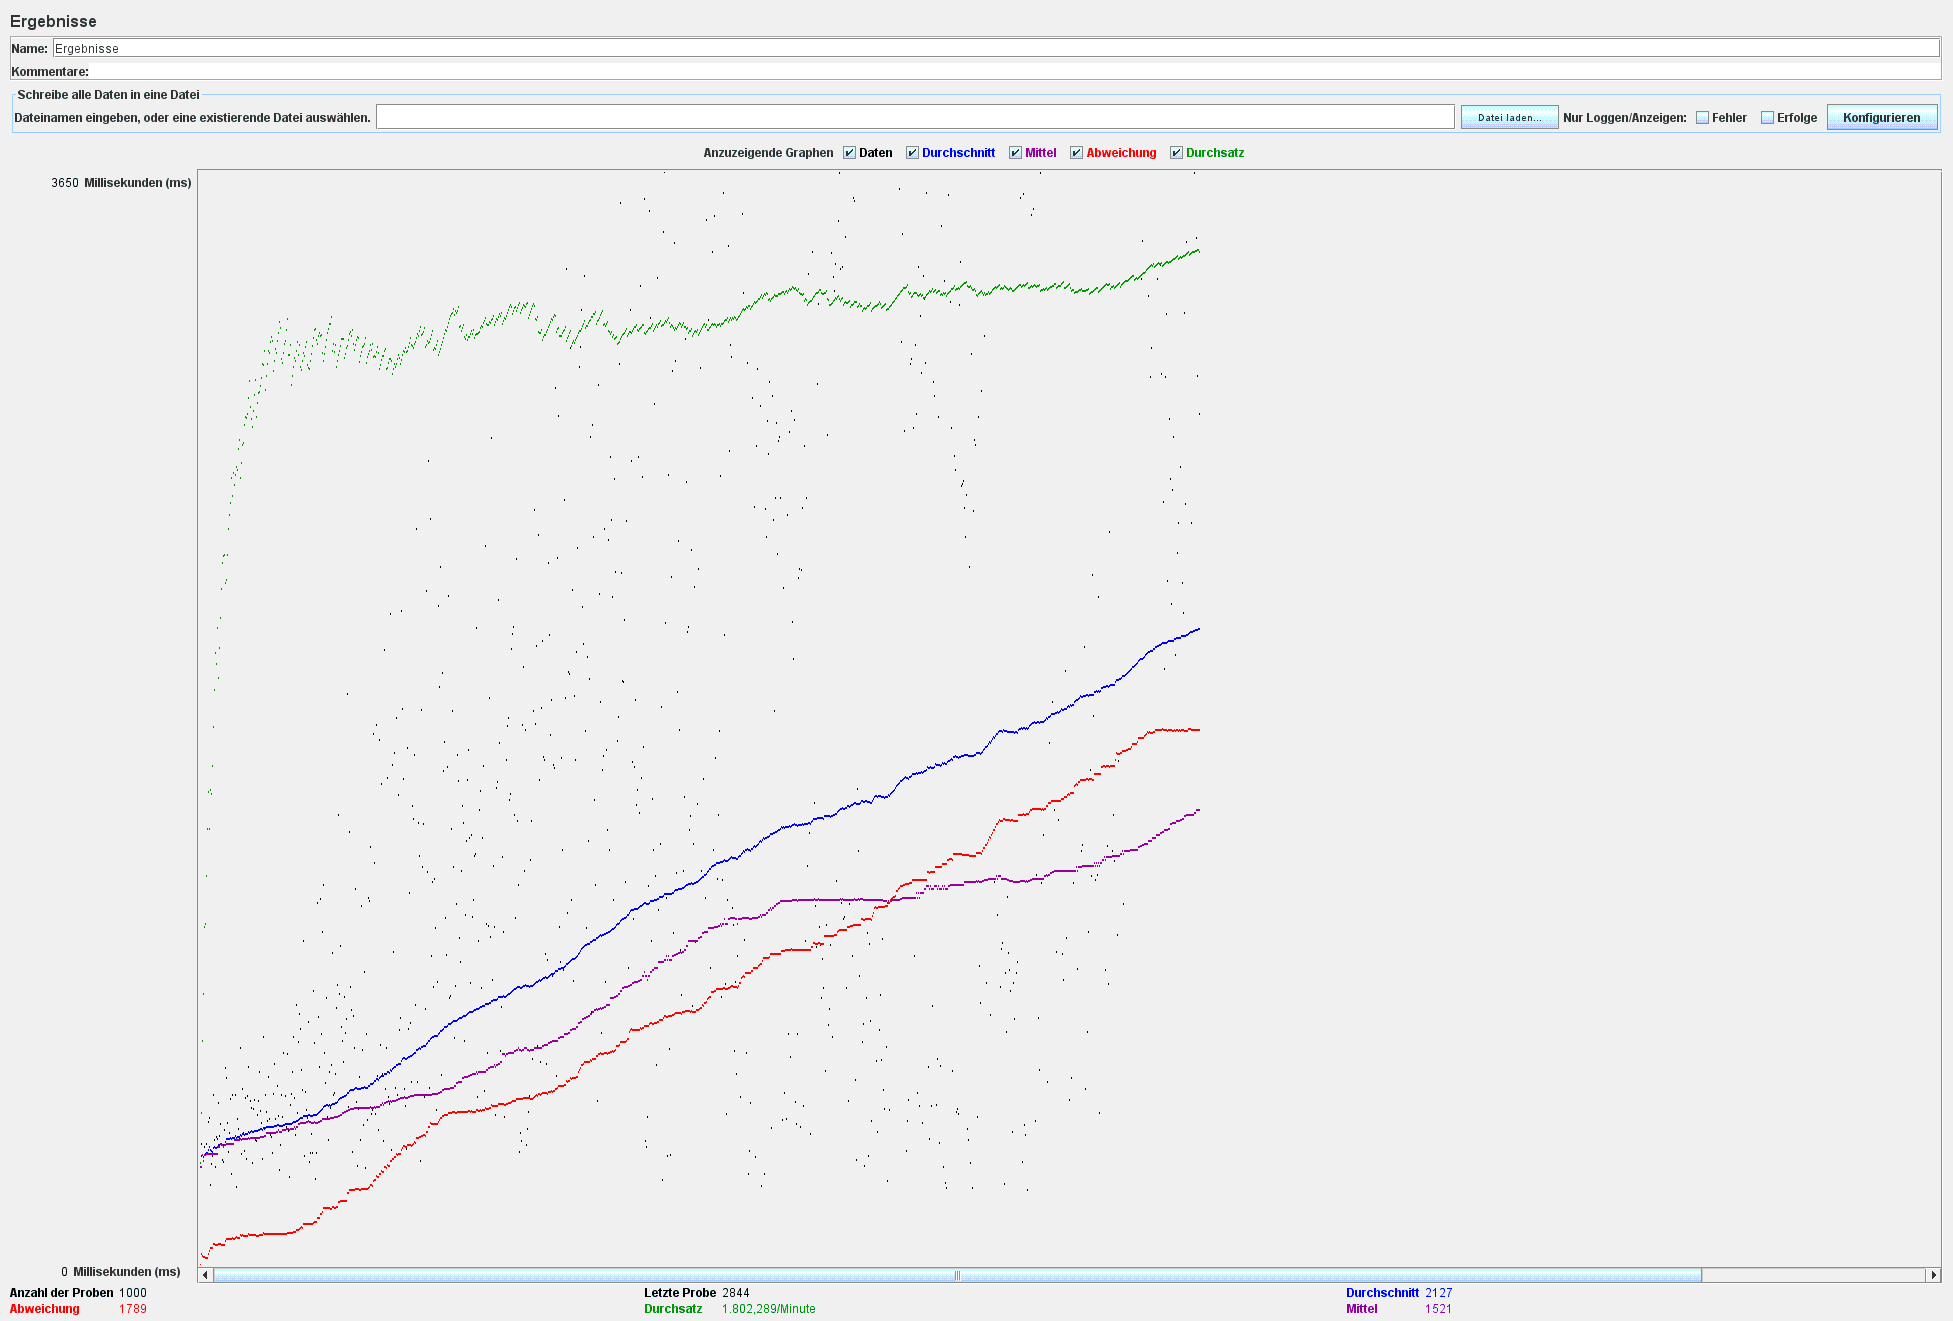 Ergebnisse
Name: Ergebnisse
Kommentare:
Schreibe alle Daten in eine Datei
Dateinamen eingeben, oder eine existierende Datei auswählen. Datei laden... Nur Loggen/Anzeigen: Fehler Erfolge Konfigurieren
Anzuzeigende Graphen Daten Durchschnitt Mittel Abweichung Durchsatz
3650 Millisekunden (ms)
0 Millisekunden (ms)
Anzahl der Proben 1000 Letzte Probe 2844 Durchschnitt 2127
Abweichung 1789 Durchsatz 1.802,289/Minute Mittel 1521